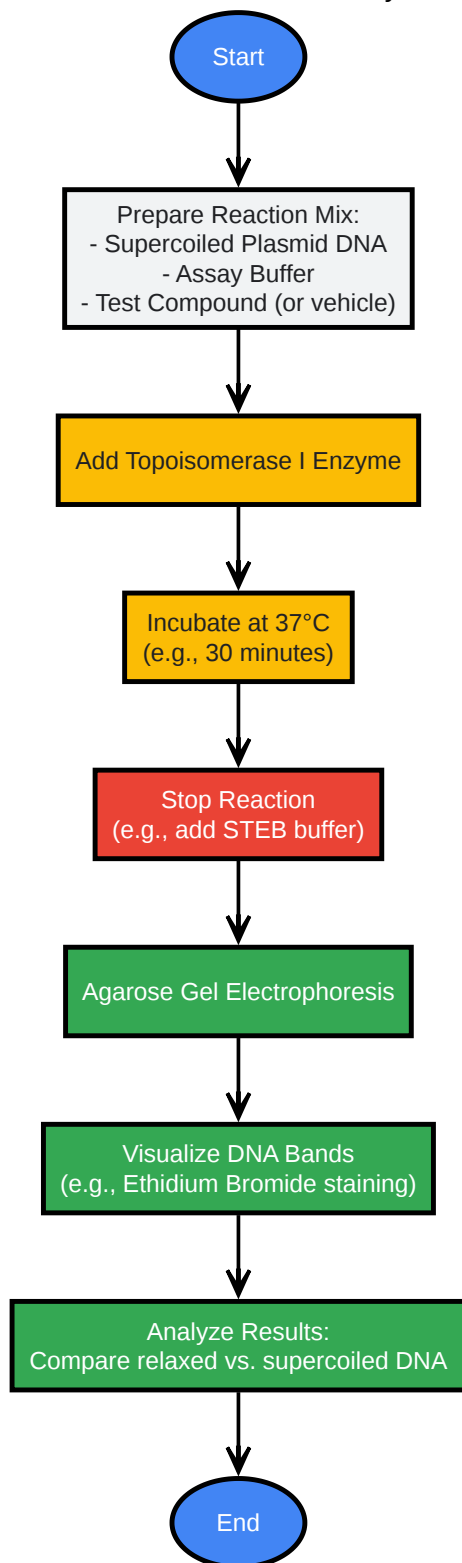 Start
Prepare Reaction Mix:
- Supercoiled Plasmid DNA
- Assay Buffer
- Test Compound (or vehicle)
Add Topoisomerase I Enzyme
Incubate at 37°C
(e.g., 30 minutes)
Stop Reaction
(e.g., add STEB buffer)
Agarose Gel Electrophoresis
Visualize DNA Bands
(e.g., Ethidium Bromide staining)
Analyze Results:
Compare relaxed vs. supercoiled DNA
End